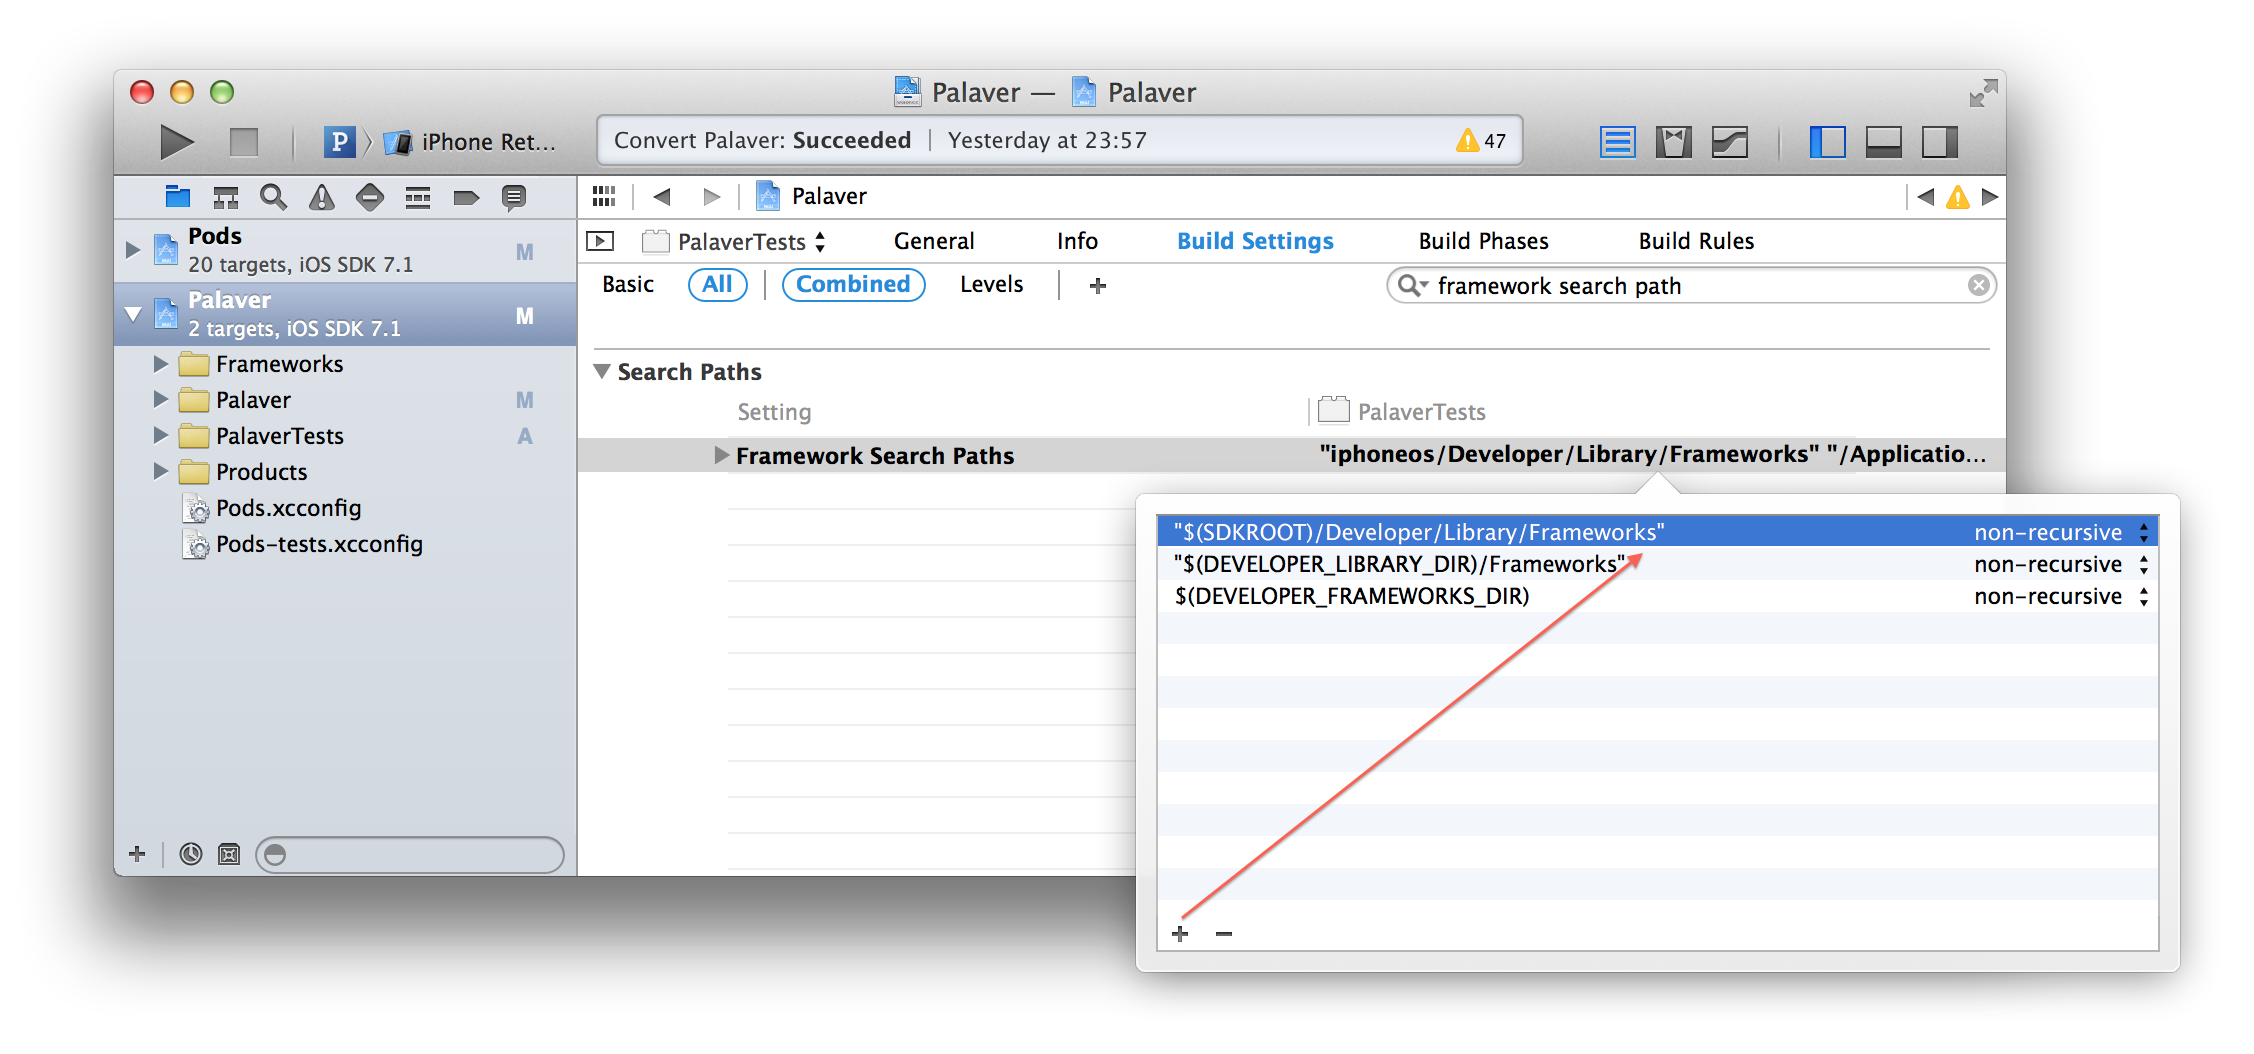 Palaver — Palaver
P iPhone Ret...
Convert Palaver: Succeeded | Yesterday at 23:57 47
Palaver
Pods
20 targets, iOS SDK 7.1 M
Palaver
2 targets, iOS SDK 7.1 M
Frameworks
Palaver M
PalaverTests A
Products
Pods.xcconfig
Pods-tests.xcconfig
PalaverTests General Info Build Settings Build Phases Build Rules
Basic All Combined Levels + framework search path
Search Paths
Setting PalaverTests
Framework Search Paths "iphoneos/Developer/Library/Frameworks" "/Applicatio...
"$(SDKROOT)/Developer/Library/Frameworks" non-recursive
"$(DEVELOPER_LIBRARY_DIR)/Frameworks" non-recursive
$(DEVELOPER_FRAMEWORKS_DIR) non-recursive